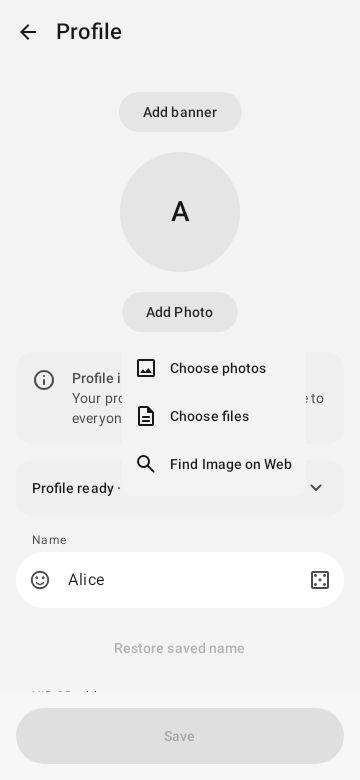 Profile
Add banner
A
Add Photo
Choose photos
Choose files
Find Image on Web
Profile i
Your pro
e to
everyon
Profile ready ·
Name
Alice
Restore saved name
Save